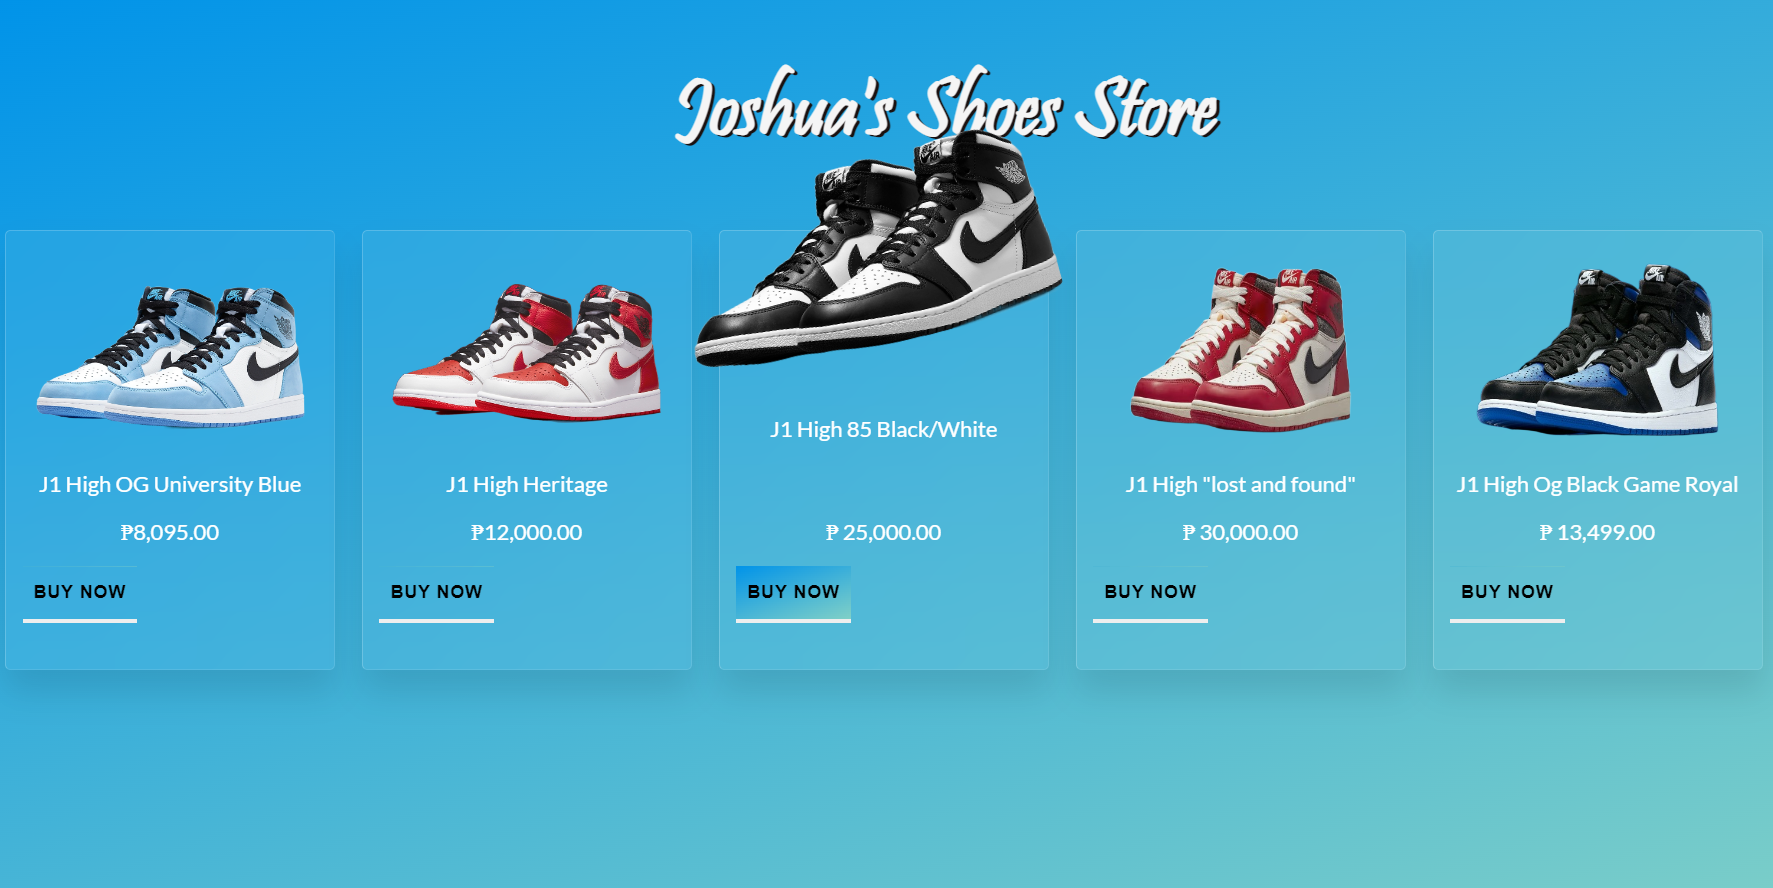 Joshua's Shoes Store
J1 High OG University Blue
₱8,095.00
BUY NOW
J1 High Heritage
₱12,000.00
BUY NOW
J1 High 85 Black/White
₱ 25,000.00
BUY NOW
J1 High "lost and found"
₱ 30,000.00
BUY NOW
J1 High Og Black Game Royal
₱ 13,499.00
BUY NOW